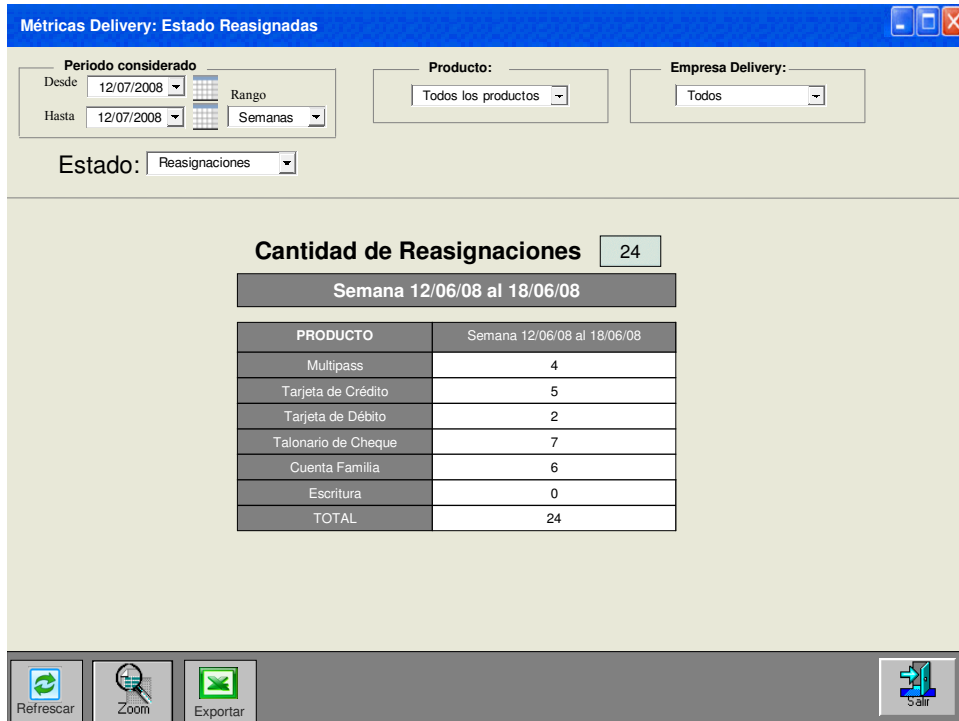 Métricas Delivery: Estado Reasignadas
Periodo considerado
Desde 12/07/2008
Rango
Hasta 12/07/2008 Semanas
Producto:
Todos los productos
Empresa Delivery:
Todos
Estado: Reasignaciones
Cantidad de Reasignaciones 24
Semana 12/06/08 al 18/06/08
PRODUCTO Semana 12/06/08 al 18/06/08
Multipass 4
Tarjeta de Crédito 5
Tarjeta de Débito 2
Talonario de Cheque 7
Cuenta Familia 6
Escritura 0
TOTAL 24
Refrescar Zoom Exportar Salir